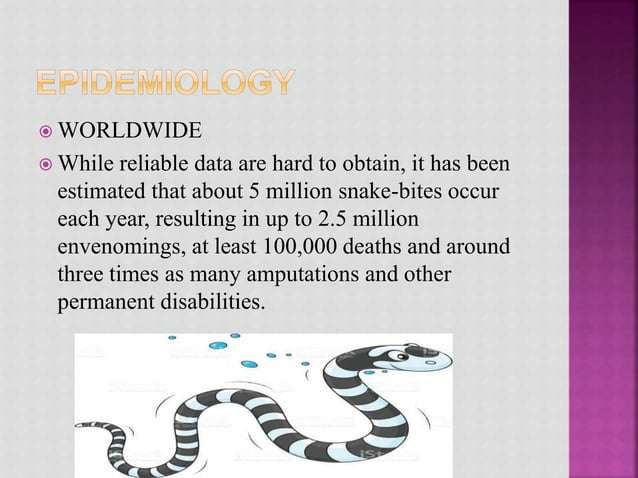 EPIDEMIOLOGY
WORLDWIDE
While reliable data are hard to obtain, it has been
estimated that about 5 million snake-bites occur
each year, resulting in up to 2.5 million
envenomings, at least 100,000 deaths and around
three times as many amputations and other
permanent disabilities.